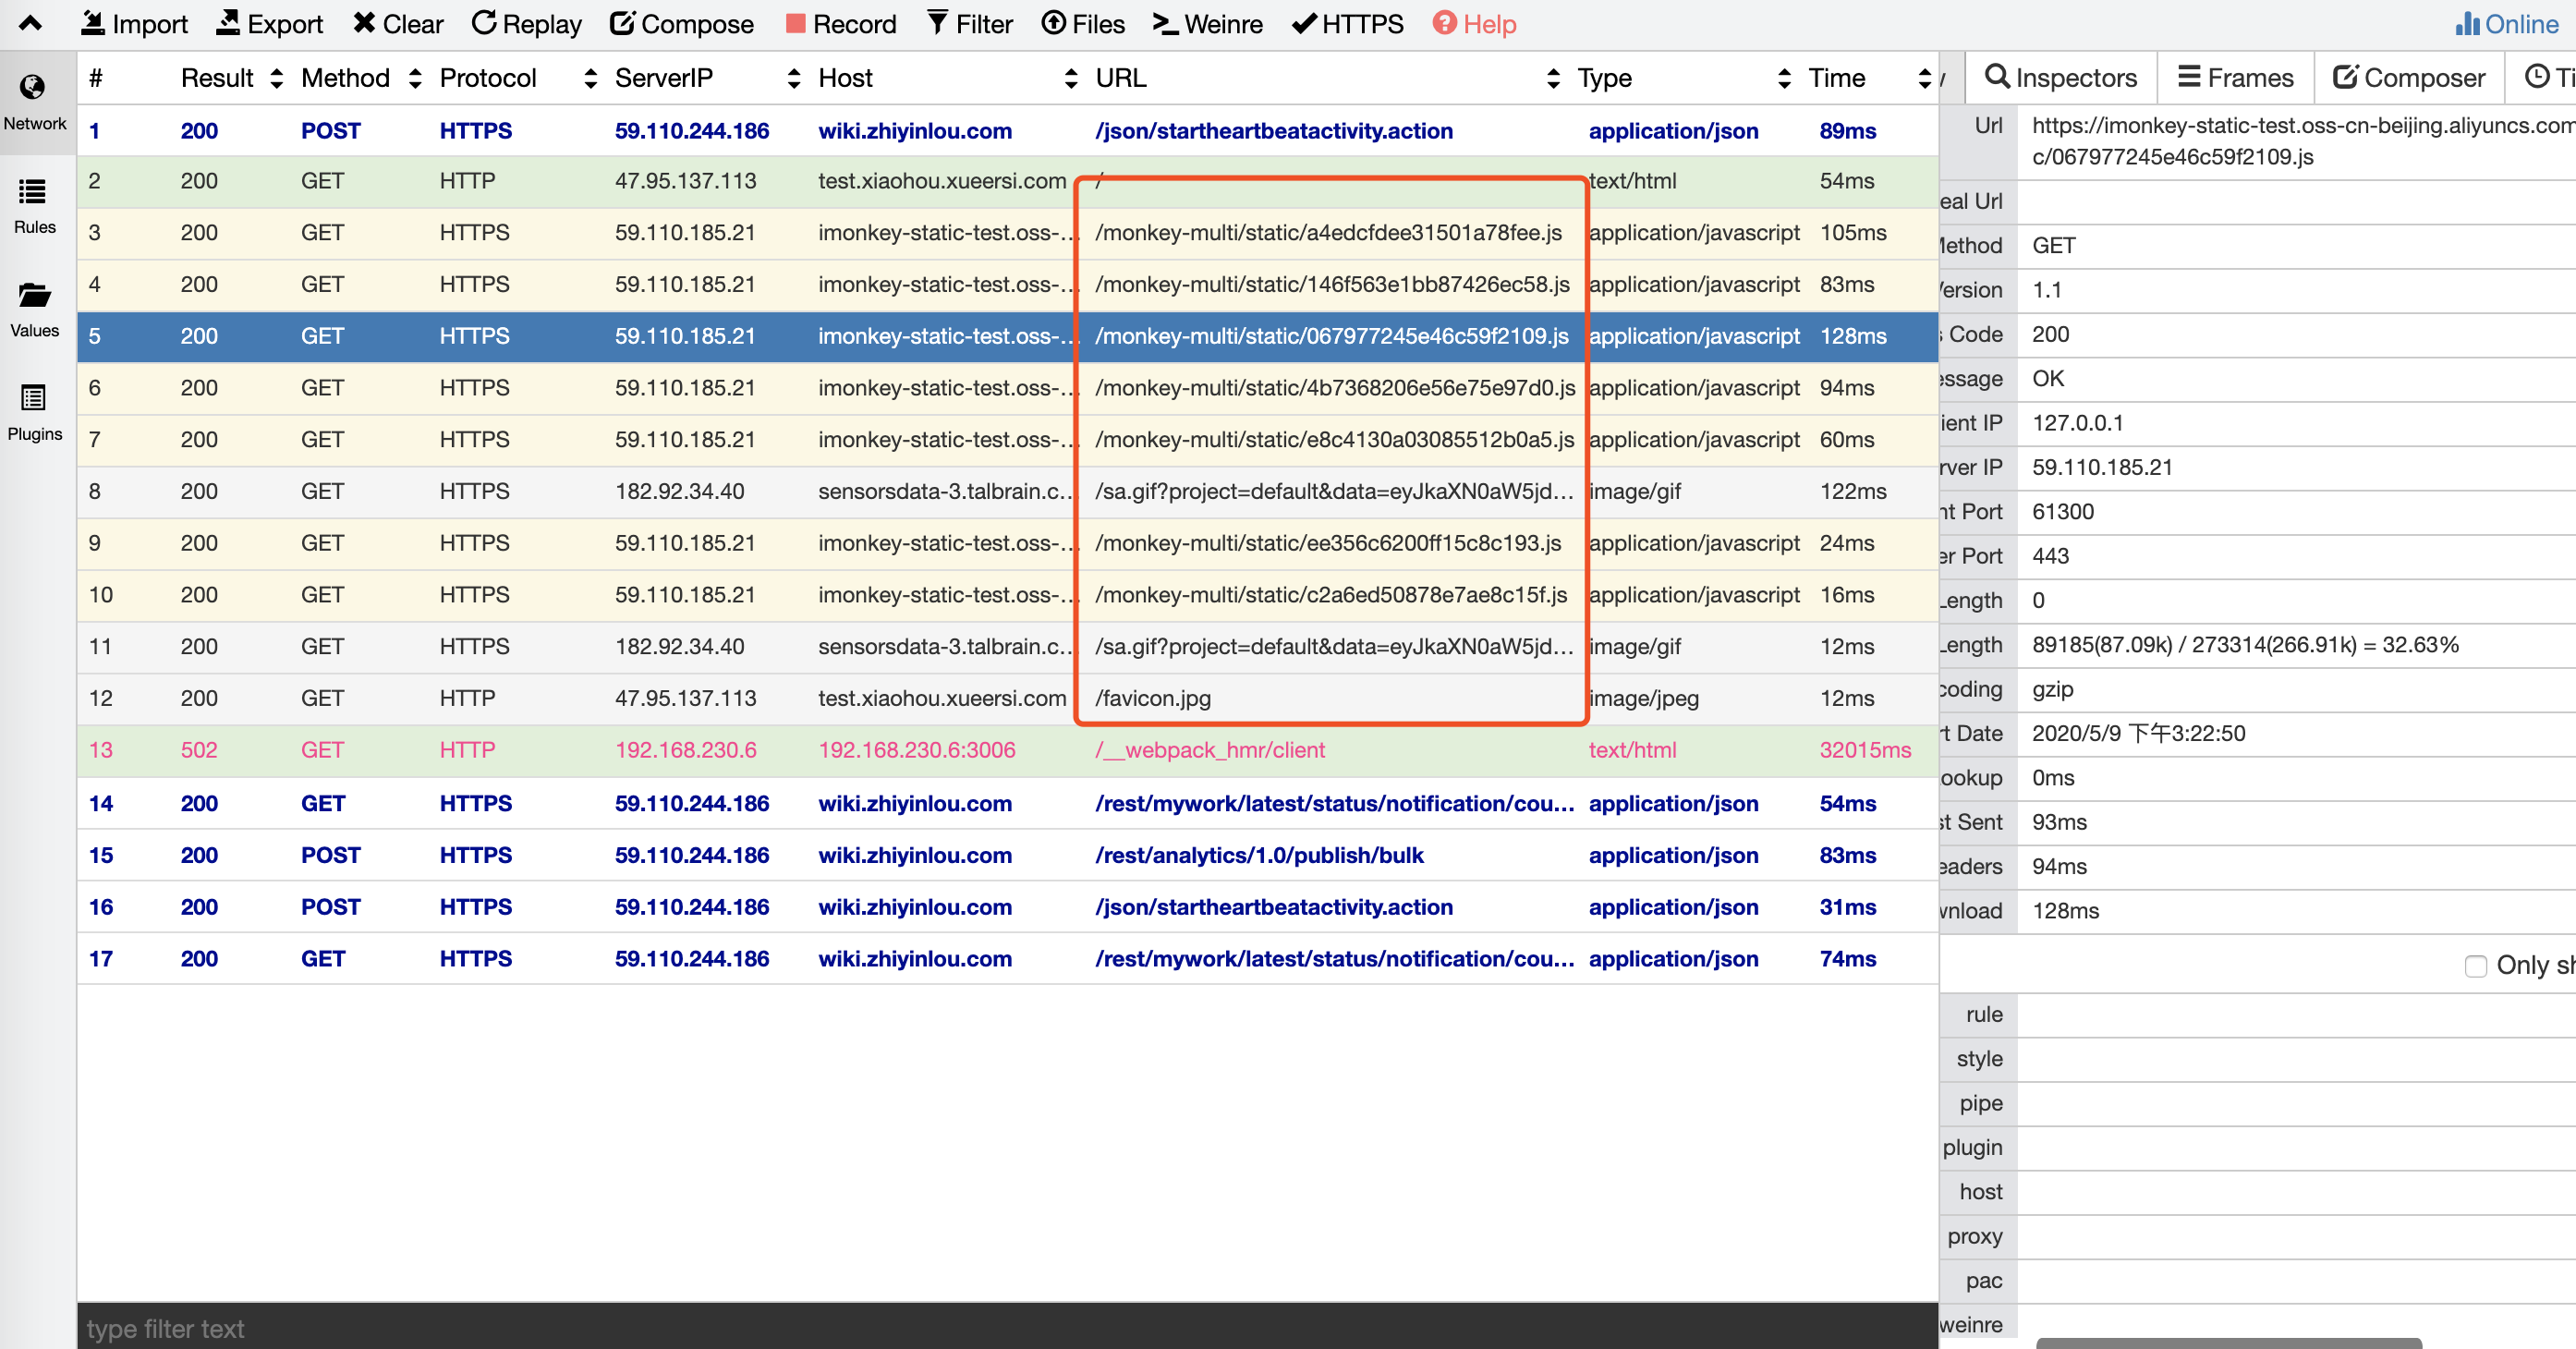 Import Export Clear Replay Compose Record Filter Files Weinre HTTPS Help Online
Network
Rules
Values
Plugins
# Result Method Protocol ServerIP Host URL Type Time
1 200 POST HTTPS 59.110.244.186 wiki.zhiyinlou.com /json/startheartbeatactivity.action application/json 89ms
2 200 GET HTTP 47.95.137.113 test.xiaohou.xueersi.com / text/html 54ms
3 200 GET HTTPS 59.110.185.21 imonkey-static-test.oss-... /monkey-multi/static/a4edcfdee31501a78fee.js application/javascript 105ms
4 200 GET HTTPS 59.110.185.21 imonkey-static-test.oss-... /monkey-multi/static/146f563e1bb87426ec58.js application/javascript 83ms
5 200 GET HTTPS 59.110.185.21 imonkey-static-test.oss-... /monkey-multi/static/067977245e46c59f2109.js application/javascript 128ms
6 200 GET HTTPS 59.110.185.21 imonkey-static-test.oss-... /monkey-multi/static/4b7368206e56e75e97d0.js application/javascript 94ms
7 200 GET HTTPS 59.110.185.21 imonkey-static-test.oss-... /monkey-multi/static/e8c4130a03085512b0a5.js application/javascript 60ms
8 200 GET HTTPS 182.92.34.40 sensorsdata-3.talbrain.c... /sa.gif?project=default&data=eyJkaXN0aW5jd... image/gif 122ms
9 200 GET HTTPS 59.110.185.21 imonkey-static-test.oss-... /monkey-multi/static/ee356c6200ff15c8c193.js application/javascript 24ms
10 200 GET HTTPS 59.110.185.21 imonkey-static-test.oss-... /monkey-multi/static/c2a6ed50878e7ae8c15f.js application/javascript 16ms
11 200 GET HTTPS 182.92.34.40 sensorsdata-3.talbrain.c... /sa.gif?project=default&data=eyJkaXN0aW5jd... image/gif 12ms
12 200 GET HTTP 47.95.137.113 test.xiaohou.xueersi.com /favicon.jpg image/jpeg 12ms
13 502 GET HTTP 192.168.230.6 192.168.230.6:3006 /__webpack_hmr/client text/html 32015ms
14 200 GET HTTPS 59.110.244.186 wiki.zhiyinlou.com /rest/mywork/latest/status/notification/cou... application/json 54ms
15 200 POST HTTPS 59.110.244.186 wiki.zhiyinlou.com /rest/analytics/1.0/publish/bulk application/json 83ms
16 200 POST HTTPS 59.110.244.186 wiki.zhiyinlou.com /json/startheartbeatactivity.action application/json 31ms
17 200 GET HTTPS 59.110.244.186 wiki.zhiyinlou.com /rest/mywork/latest/status/notification/cou... application/json 74ms
type filter text
Inspectors Frames Composer Ti
Url https://imonkey-static-test.oss-cn-beijing.aliyuncs.com
c/067977245e46c59f2109.js
eal Url
Method GET
Version 1.1
s Code 200
essage OK
ient IP 127.0.0.1
rver IP 59.110.185.21
nt Port 61300
er Port 443
Length 0
Length 89185(87.09k) / 273314(266.91k) = 32.63%
coding gzip
rt Date 2020/5/9 下午3:22:50
ookup 0ms
st Sent 93ms
eaders 94ms
wnload 128ms
Only sh
rule
style
pipe
plugin
host
proxy
pac
weinre